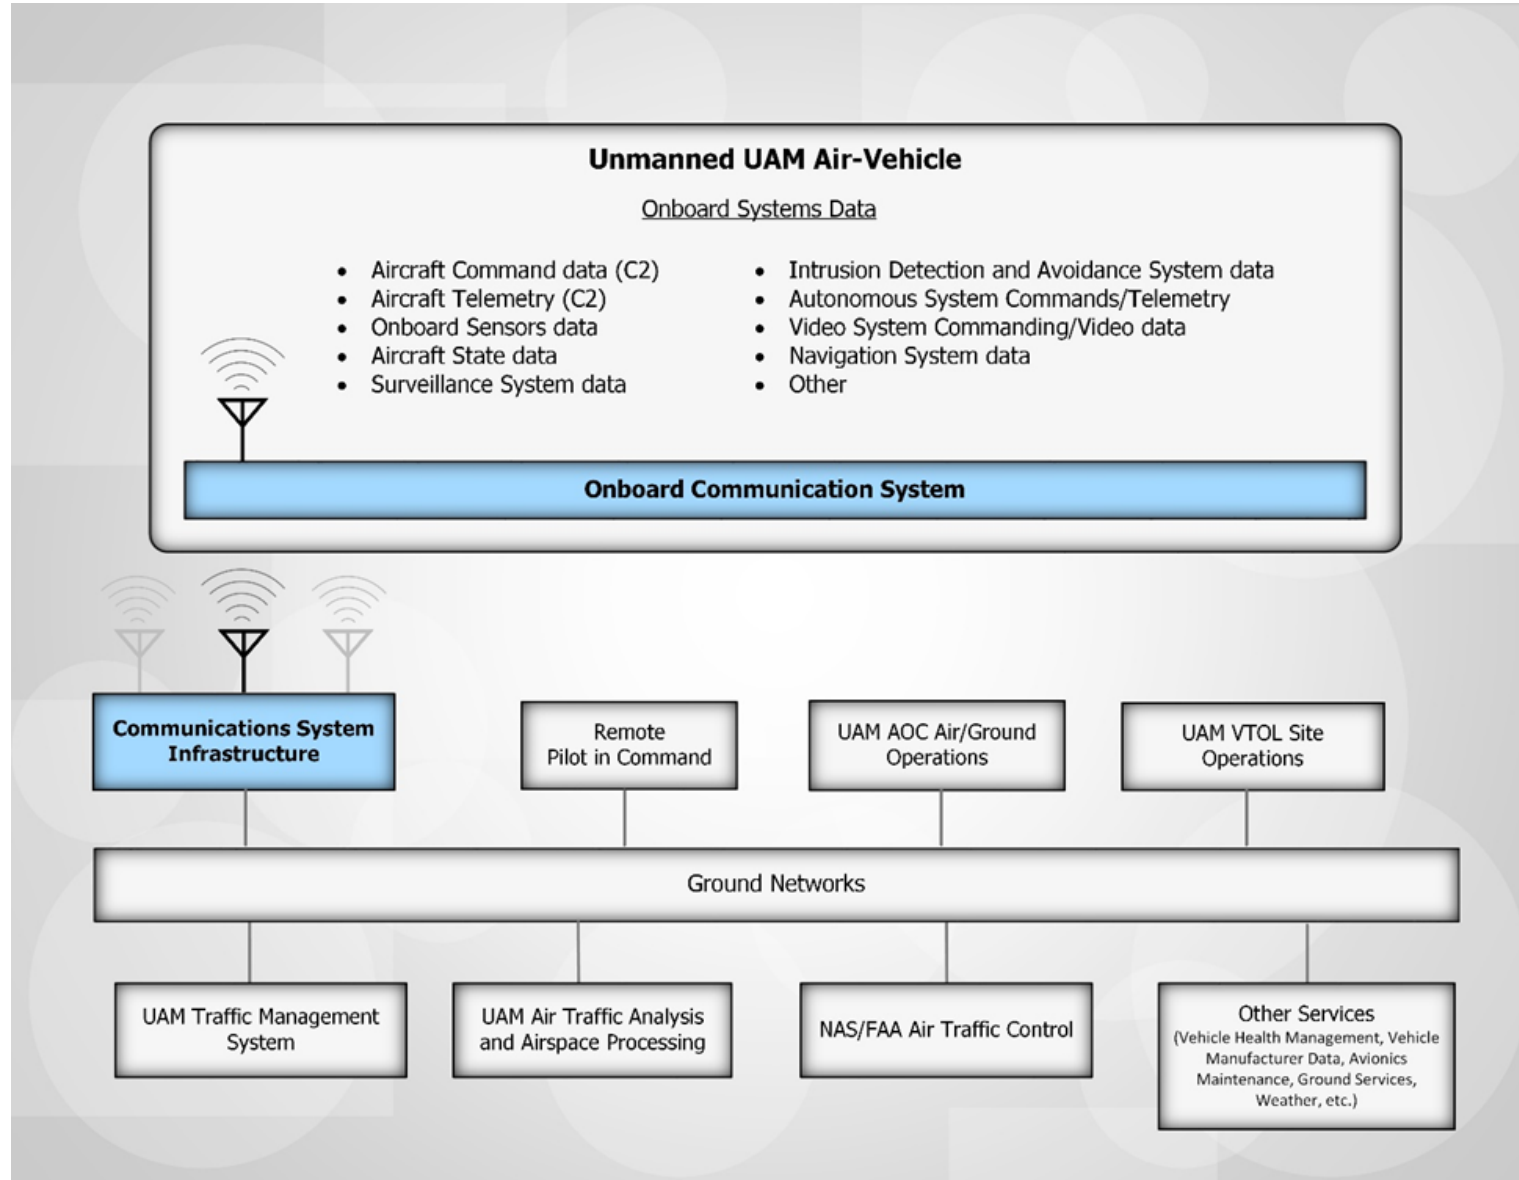 Unmanned UAM Air-Vehicle
Onboard Systems Data
• Aircraft Command data (C2)
• Aircraft Telemetry (C2)
• Onboard Sensors data
• Aircraft State data
• Surveillance System data
• Intrusion Detection and Avoidance System data
• Autonomous System Commands/Telemetry
• Video System Commanding/Video data
• Navigation System data
• Other
Onboard Communication System
Communications System
Infrastructure
Remote
Pilot in Command
UAM AOC Air/Ground
Operations
UAM VTOL Site
Operations
Ground Networks
UAM Traffic Management
System
UAM Air Traffic Analysis
and Airspace Processing
NAS/FAA Air Traffic Control
Other Services
(Vehicle Health Management, Vehicle
Manufacturer Data, Avionics
Maintenance, Ground Services,
Weather, etc.)